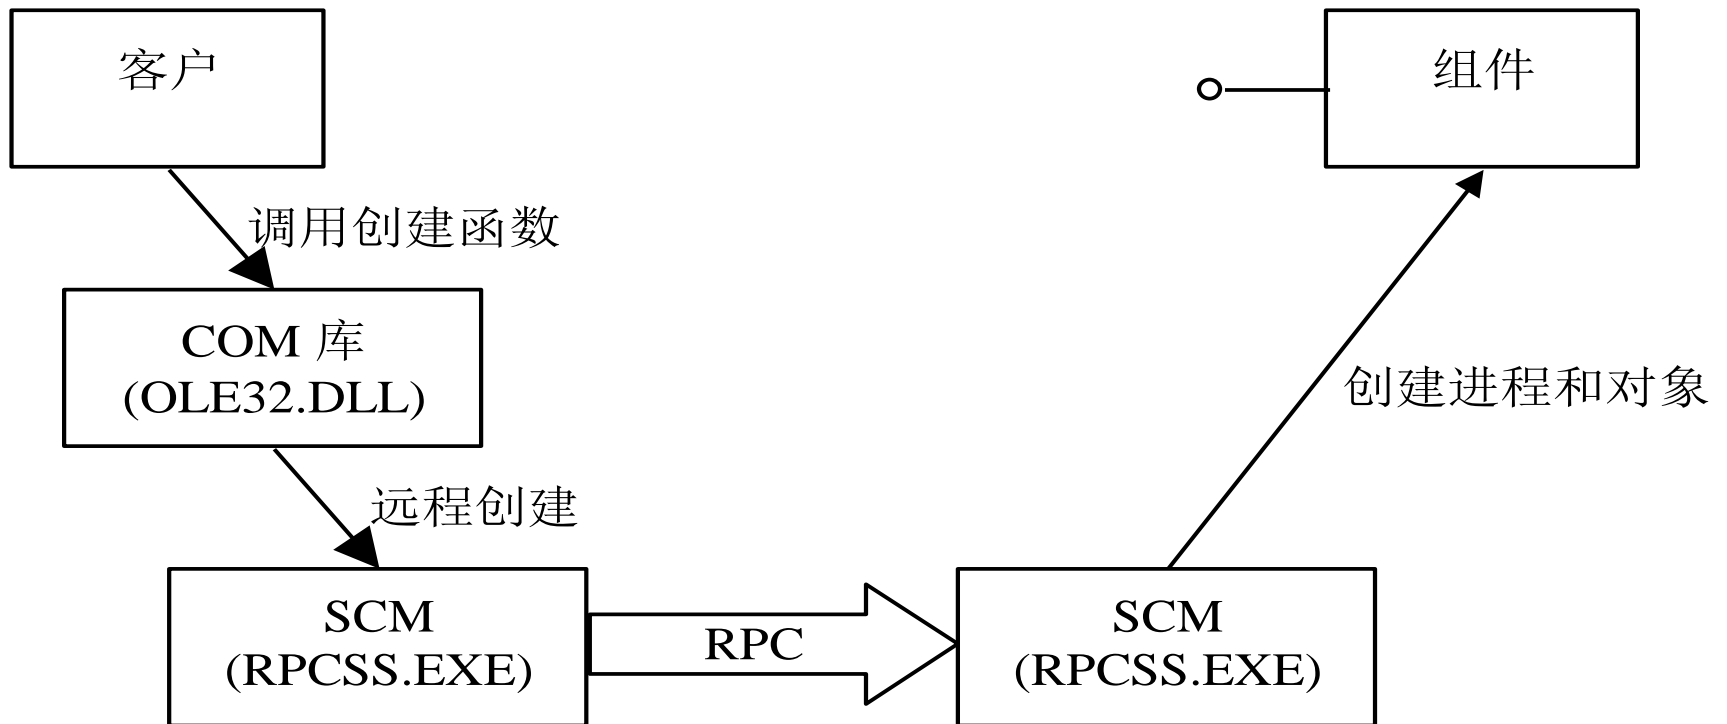 客户
组件
调用创建函数
COM 库
(OLE32.DLL)
创建进程和对象
远程创建
SCM
(RPCSS.EXE)
RPC
SCM
(RPCSS.EXE)